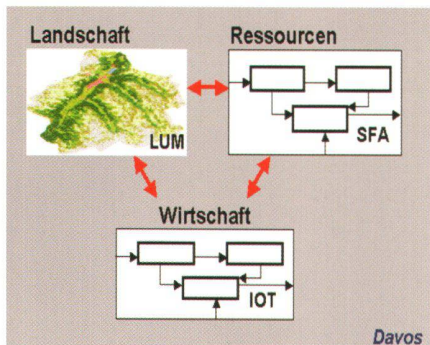 Landschaft
Ressourcen
LUM
SFA
Wirtschaft
IOT
Davos